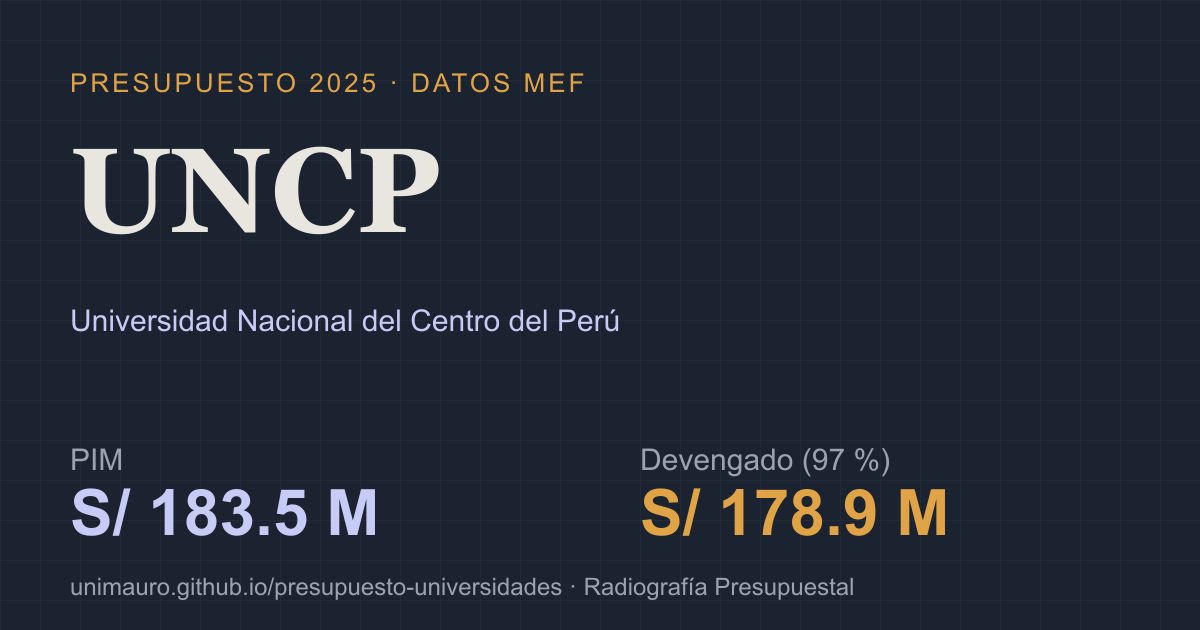 PRESUPUESTO 2025 · DATOS MEF
UNCP
Universidad Nacional del Centro del Perú
PIM
S/ 183.5 M
Devengado (97 %)
S/ 178.9 M
unimauro.github.io/presupuesto-universidades · Radiografía Presupuestal